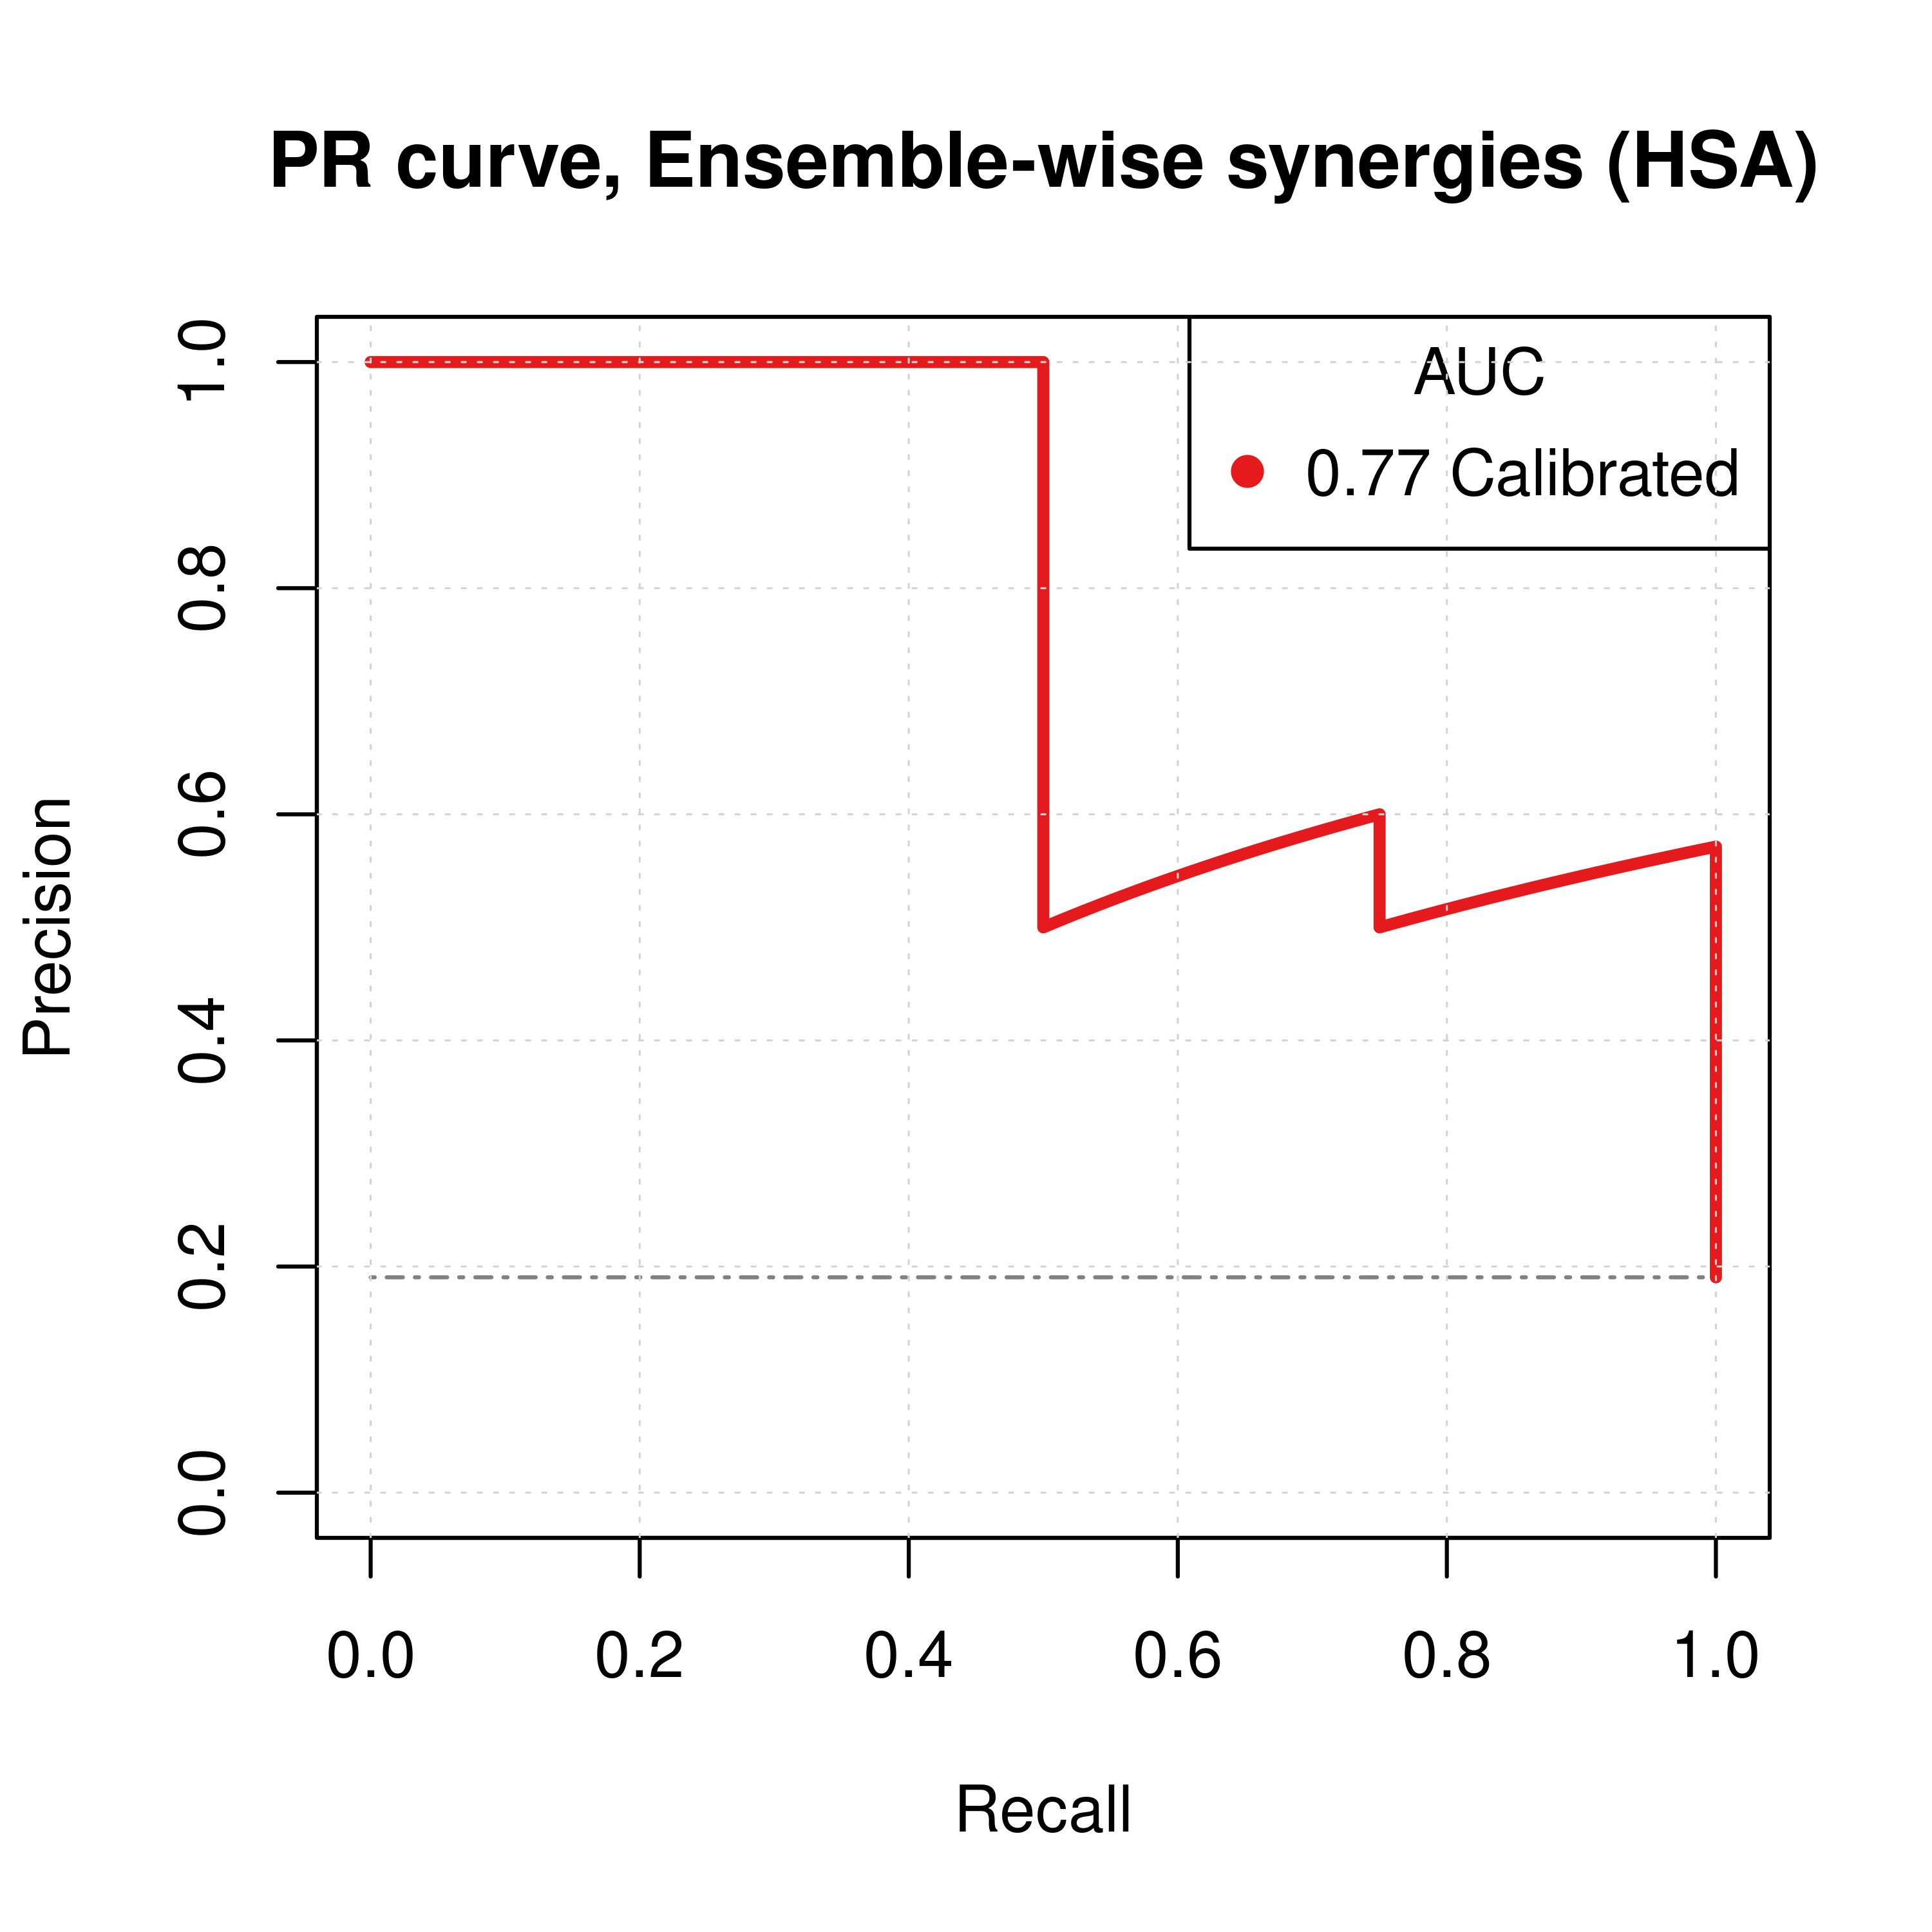 PR curve, Ensemble-wise synergies (HSA)
AUC
0.77 Calibrated
Precision
1.0
0.8
0.6
0.4
0.2
0.0
0.0 0.2 0.4 0.6 0.8 1.0
Recall